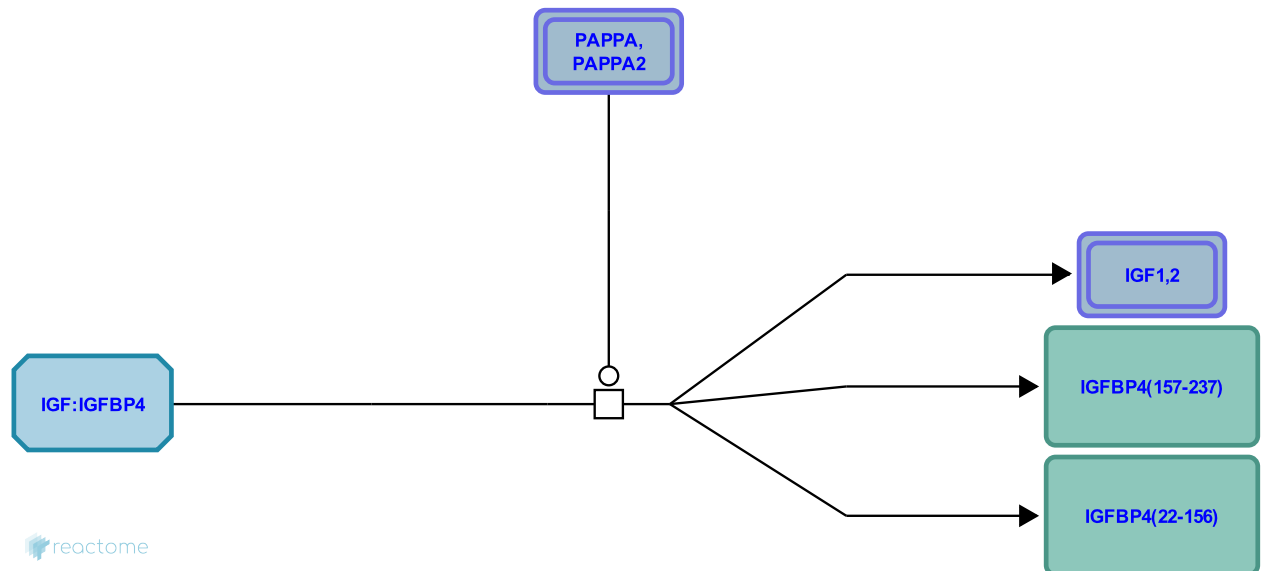 PAPPA,
PAPPA2
IGF1,2
IGFBP4(157-237)
IGF:IGFBP4
IGFBP4(22-156)
reactome